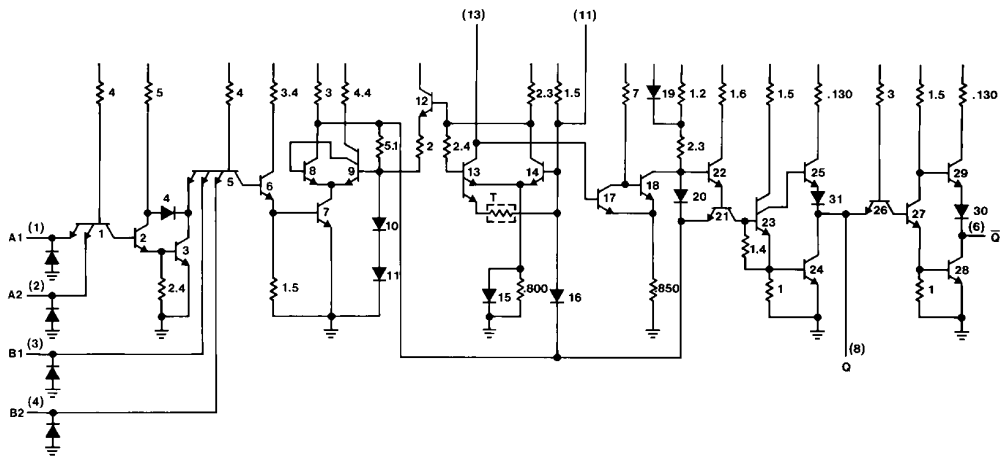 (13) (11)
4 5 4 3.4 3 4.4 12 2.3 1.5 7 19 1.2 1.6 1.5 .130 3 1.5 .130
5.1 2 2.4 2.3
4 5 6 8 9 13 14 18 22 25 29
T 17 20 31 30
A1 (1) 1 2 3 7 10 21 23 26 27 (6) Q̅
1.4
2.4 1.5 11 15 .800 16 .850 1 24 1 28
A2 (2)
B1 (3) (8)
Q
B2 (4)